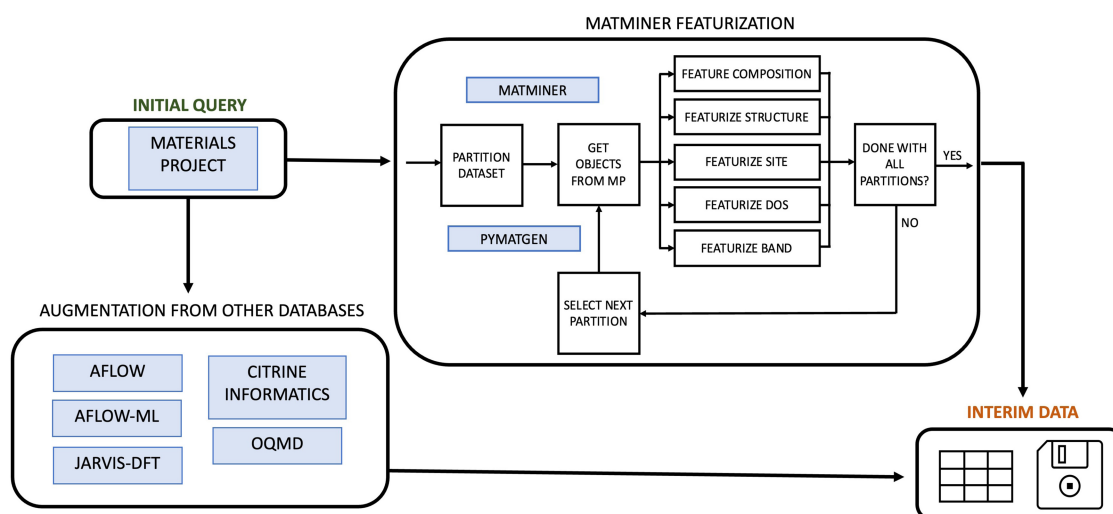 MATMINER FEATURIZATION
INITIAL QUERY
MATERIALS
PROJECT
MATMINER
PYMATGEN
PARTITION
DATASET
GET
OBJECTS
FROM MP
FEATURE COMPOSITION
FEATURIZE STRUCTURE
FEATURIZE SITE
FEATURIZE DOS
FEATURIZE BAND
DONE WITH
ALL
PARTITIONS?
YES
NO
SELECT NEXT
PARTITION
AUGMENTATION FROM OTHER DATABASES
AFLOW
AFLOW-ML
JARVIS-DFT
CITRINE
INFORMATICS
OQMD
INTERIM DATA